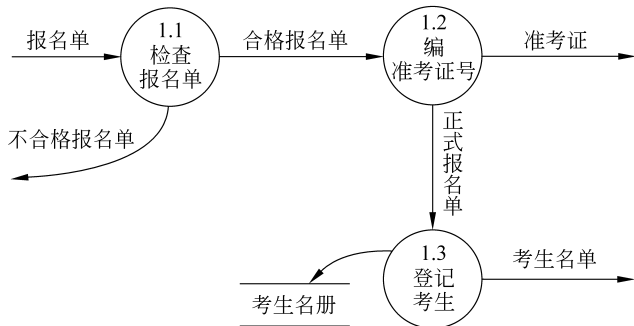 报名单
1.1
检查
报名单
合格报名单
1.2
编
准考证号
准考证
不合格报名单
正式报名单
1.3
登记
考生
考生名单
考生名册